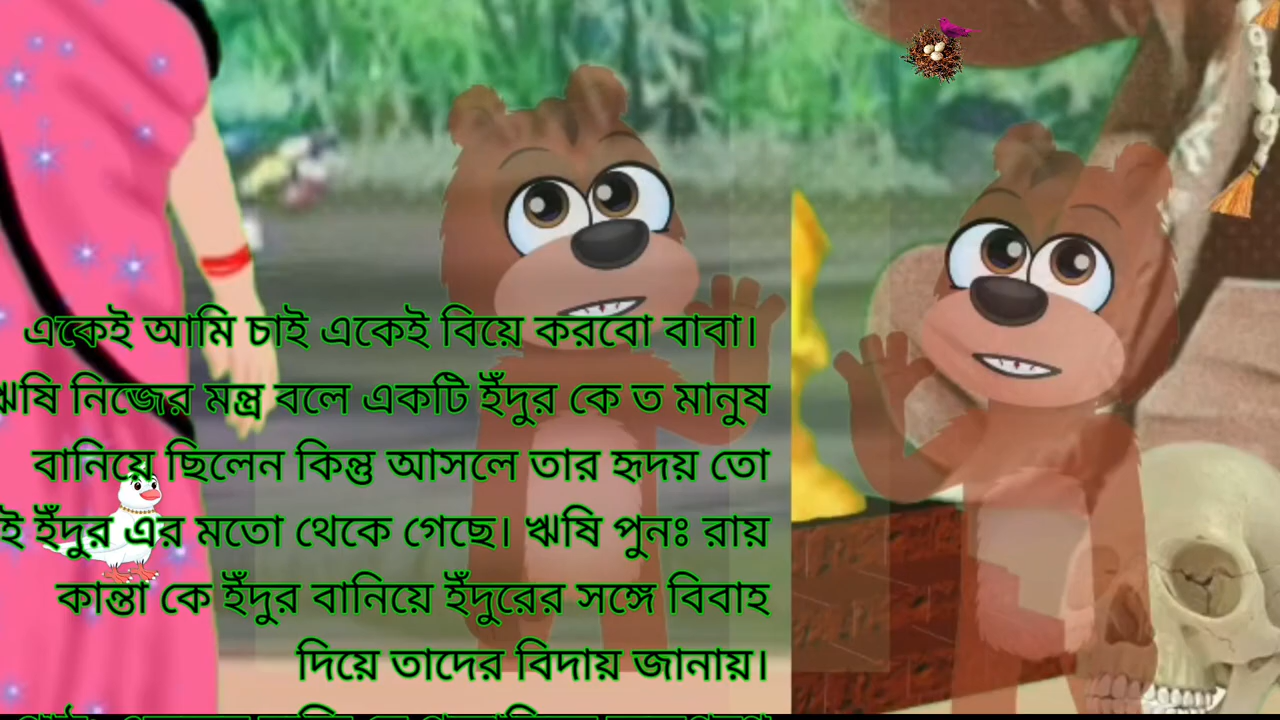 একেই আমি চাই একেই বিয়ে করবো বাবা।
ঋষি নিজের মন্ত্র বলে একটি ইঁদুর কে ত মানুষ
বানিয়ে ছিলেন কিন্তু আসলে তার হৃদয় তো
ই ইঁদুর এর মতো থেকে গেছে। ঋষি পুনঃ রায়
কান্তা কে ইঁদুর বানিয়ে ইঁদুরের সঙ্গে বিবাহ
দিয়ে তাদের বিদায় জানায়।